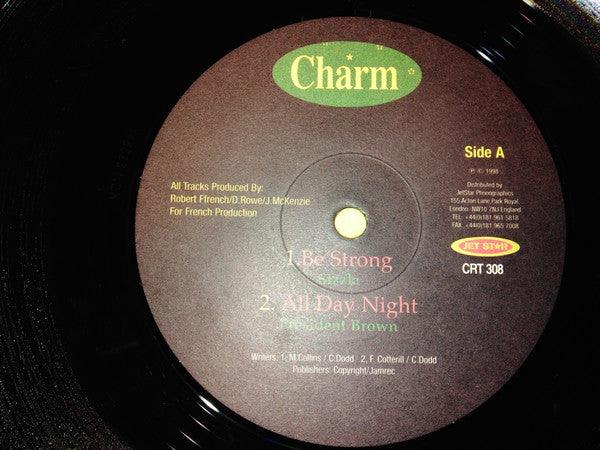 Charm
Side A
℗ © 1998
Distributed by
JetStar Phonographics
155 Acton Lane, Park Royal,
London. NW10 7NJ England
TEL: +44(0)181 961 5818
FAX: +44(0)181 965 7008
JET STAR
CRT 308
All Tracks Produced By:
Robert Ffrench/D.Rowe/J.McKenzie
For French Production
1.Be Strong
Sizzla
2. All Day Night
President Brown
Writers: 1, M.Collins / C.Dodd 2, F. Cotterill / C.Dodd
Publishers: Copyright/Jamrec